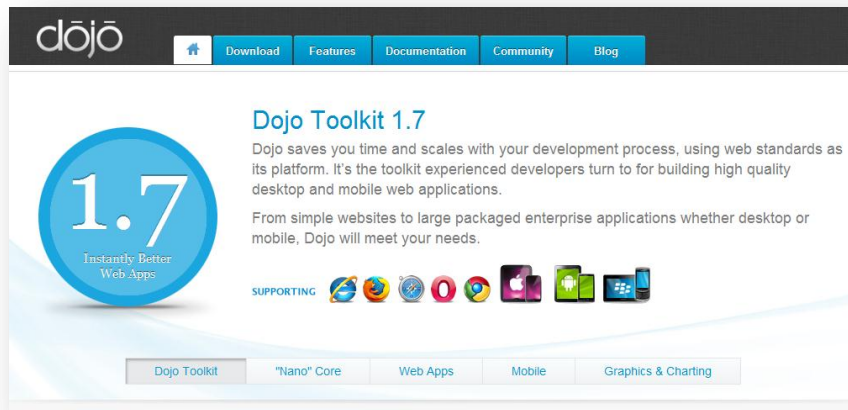 dōjō
Download Features Documentation Community Blog
Dojo Toolkit 1.7
Dojo saves you time and scales with your development process, using web standards as
its platform. It's the toolkit experienced developers turn to for building high quality
desktop and mobile web applications.
From simple websites to large packaged enterprise applications whether desktop or
mobile, Dojo will meet your needs.
1.7
Instantly Better
Web Apps
SUPPORTING
Dojo Toolkit "Nano" Core Web Apps Mobile Graphics & Charting